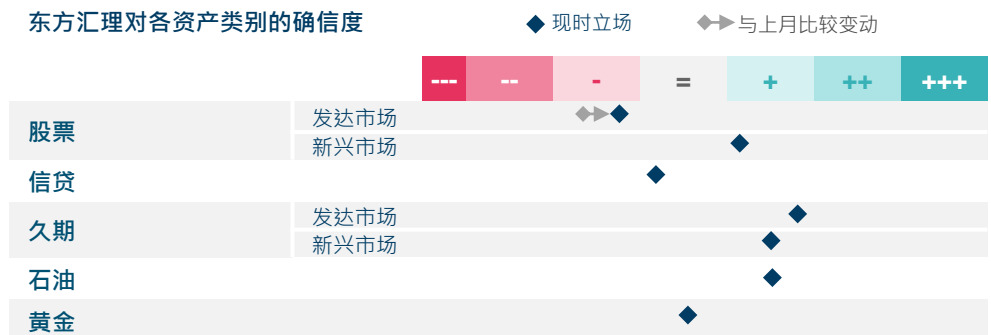 东方汇理对各资产类别的确信度 现时立场 与上月比较变动
--- -- - = + ++ +++
股票 发达市场
新兴市场
信贷
久期 发达市场
新兴市场
石油
黄金